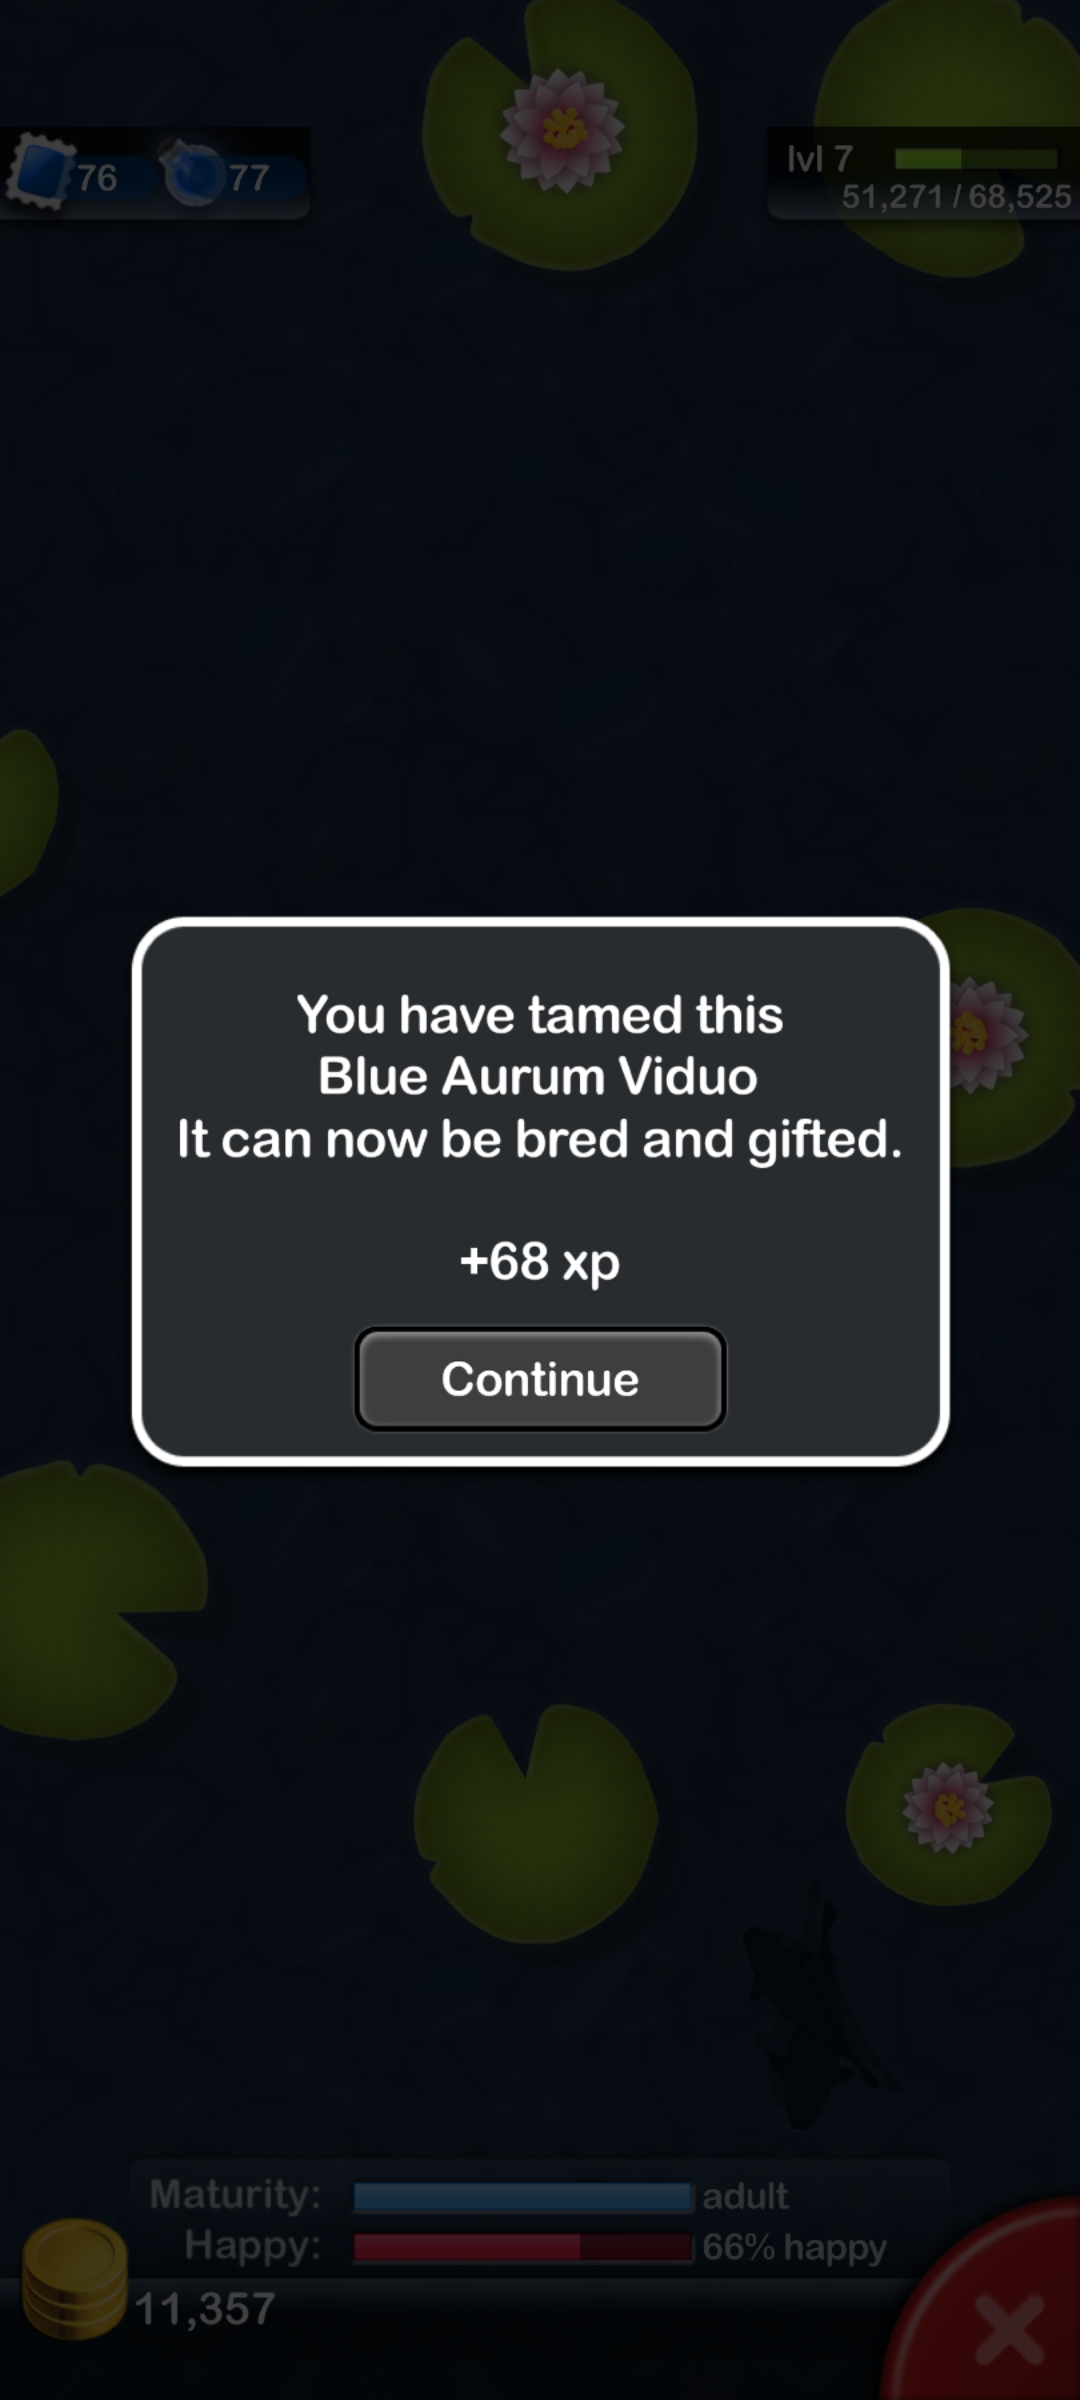 76 77
lvl 7
51,271 / 68,525
You have tamed this
Blue Aurum Viduo
It can now be bred and gifted.
+68 xp
Continue
Maturity: adult
Happy: 66% happy
11,357